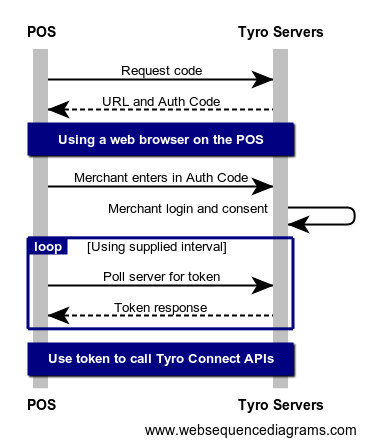 POS Tyro Servers
Request code
URL and Auth Code
Using a web browser on the POS
Merchant enters in Auth Code
Merchant login and consent
loop [Using supplied interval]
Poll server for token
Token response
Use token to call Tyro Connect APIs
POS Tyro Servers
www.websequencediagrams.com